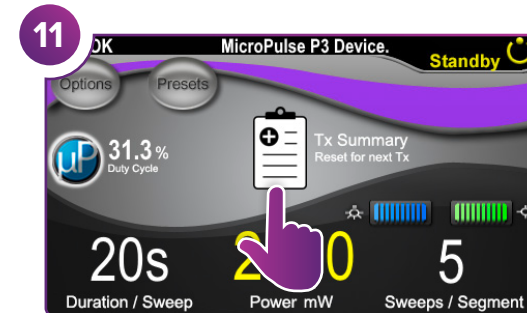 11
OK
MicroPulse P3 Device.
Standby
Options
Presets
31.3 %
Duty Cycle
µP
Tx Summary
Reset for next Tx
20s
5
Duration / Sweep
Power mW
Sweeps / Segment